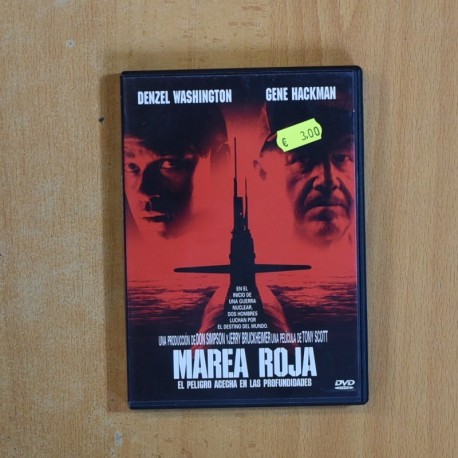 DENZEL WASHINGTON GENE HACKMAN
€ 3,00
EN EL
INICIO DE
UNA GUERRA
NUCLEAR,
DOS HOMBRES
LUCHAN POR
EL DESTINO DEL MUNDO.
UNA PRODUCCIÓN DE DON SIMPSON Y JERRY BRUCKHEIMER UNA PELÍCULA DE TONY SCOTT
MAREA ROJA
EL PELIGRO ACECHA EN LAS PROFUNDIDADES
DVD